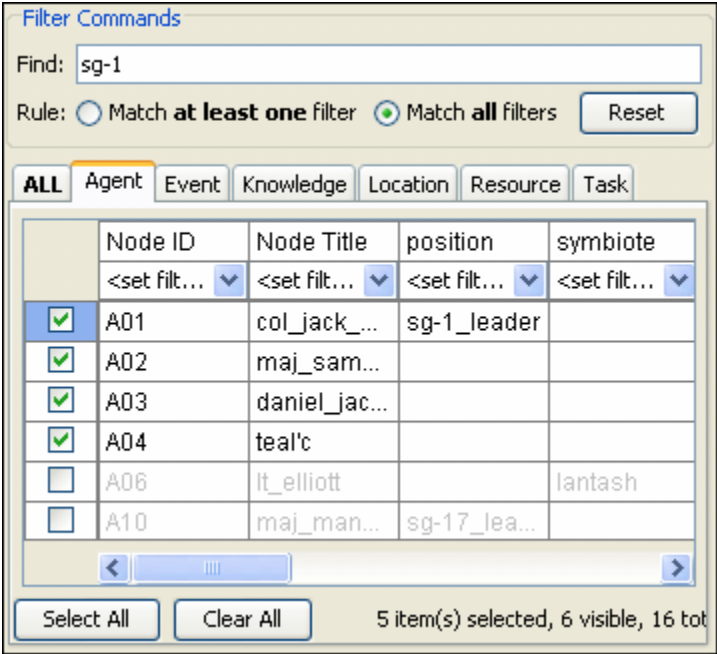 Filter Commands
Find: sg-1
Rule: Match at least one filter Match all filters Reset
ALL Agent Event Knowledge Location Resource Task
Node ID Node Title position symbiote
<set filt... <set filt... <set filt... <set filt...
A01 col_jack_... sg-1_leader
A02 maj_sam...
A03 daniel_jac...
A04 teal'c
A06 lt_elliott lantash
A10 maj_man... sg-17_lea...
Select All Clear All 5 item(s) selected, 6 visible, 16 tot